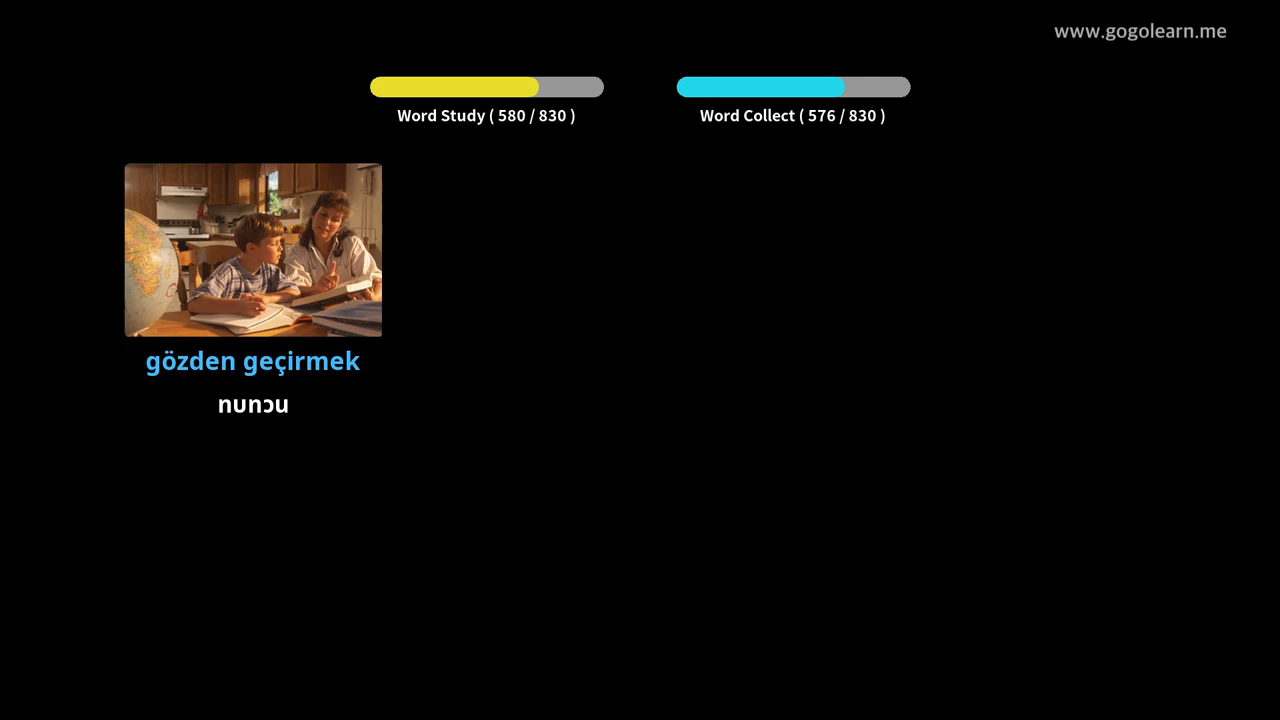 www.gogolearn.me
Word Study ( 580 / 830 )
Word Collect ( 576 / 830 )
gözden geçirmek
ทบทวน